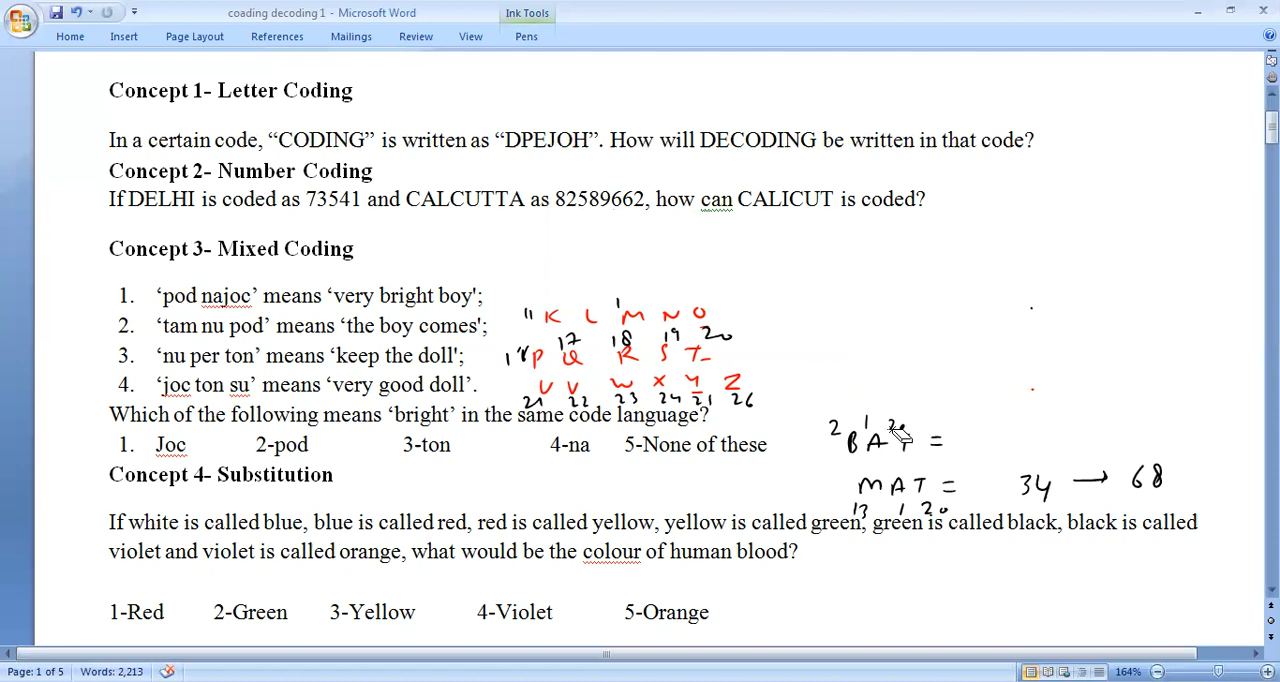 coading decoding 1 - Microsoft Word
Ink Tools
Home Insert Page Layout References Mailings Review View Pens
Concept 1- Letter Coding
In a certain code, “CODING” is written as “DPEJOH”. How will DECODING be written in that code?
Concept 2- Number Coding
If DELHI is coded as 73541 and CALCUTTA as 82589662, how can CALICUT is coded?
Concept 3- Mixed Coding
1. ‘pod najoc’ means ‘very bright boy';
11 K L M N O
2. ‘tam nu pod’ means ‘the boy comes';
17 18 19 20
3. ‘nu per ton’ means ‘keep the doll';
P Q R S T
4. ‘joc ton su’ means ‘very good doll’.
U V W X Y Z
21 22 23 24 26
Which of the following means ‘bright’ in the same code language?
2 1
B A T =
1. Joc 2-pod 3-ton 4-na 5-None of these
Concept 4- Substitution
M A T = 34 → 68
13 1 20
If white is called blue, blue is called red, red is called yellow, yellow is called green, green is called black, black is called
violet and violet is called orange, what would be the colour of human blood?
1-Red 2-Green 3-Yellow 4-Violet 5-Orange
Page: 1 of 5 Words: 2,213 164%